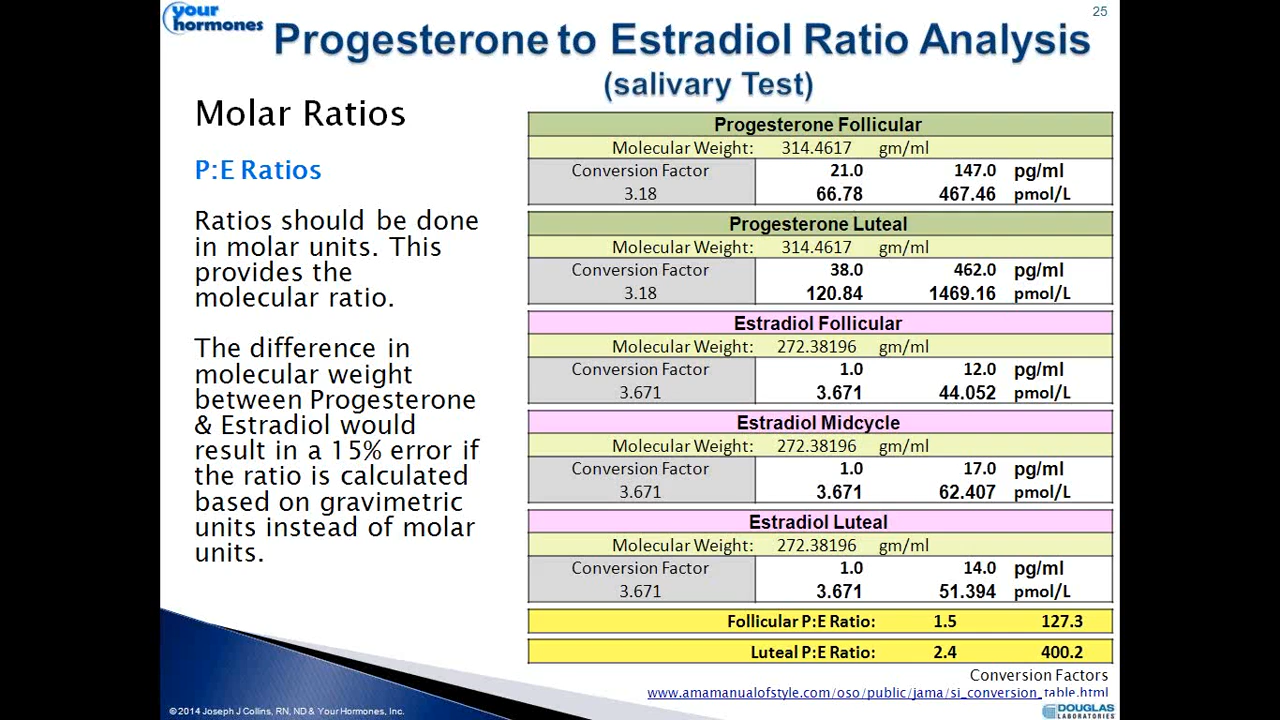 your
hormones
25
Progesterone to Estradiol Ratio Analysis
(salivary Test)
Molar Ratios
P:E Ratios
Ratios should be done
in molar units. This
provides the
molecular ratio.
The difference in
molecular weight
between Progesterone
& Estradiol would
result in a 15% error if
the ratio is calculated
based on gravimetric
units instead of molar
units.
Progesterone Follicular
Molecular Weight: 314.4617 gm/ml
Conversion Factor 21.0 147.0 pg/ml
3.18 66.78 467.46 pmol/L
Progesterone Luteal
Molecular Weight: 314.4617 gm/ml
Conversion Factor 38.0 462.0 pg/ml
3.18 120.84 1469.16 pmol/L
Estradiol Follicular
Molecular Weight: 272.38196 gm/ml
Conversion Factor 1.0 12.0 pg/ml
3.671 3.671 44.052 pmol/L
Estradiol Midcycle
Molecular Weight: 272.38196 gm/ml
Conversion Factor 1.0 17.0 pg/ml
3.671 3.671 62.407 pmol/L
Estradiol Luteal
Molecular Weight: 272.38196 gm/ml
Conversion Factor 1.0 14.0 pg/ml
3.671 3.671 51.394 pmol/L
Follicular P:E Ratio: 1.5 127.3
Luteal P:E Ratio: 2.4 400.2
Conversion Factors
www.amamanualofstyle.com/oso/public/jama/si_conversion_table.html
© 2014 Joseph J Collins, RN, ND & Your Hormones, Inc.
DOUGLAS
LABORATORIES